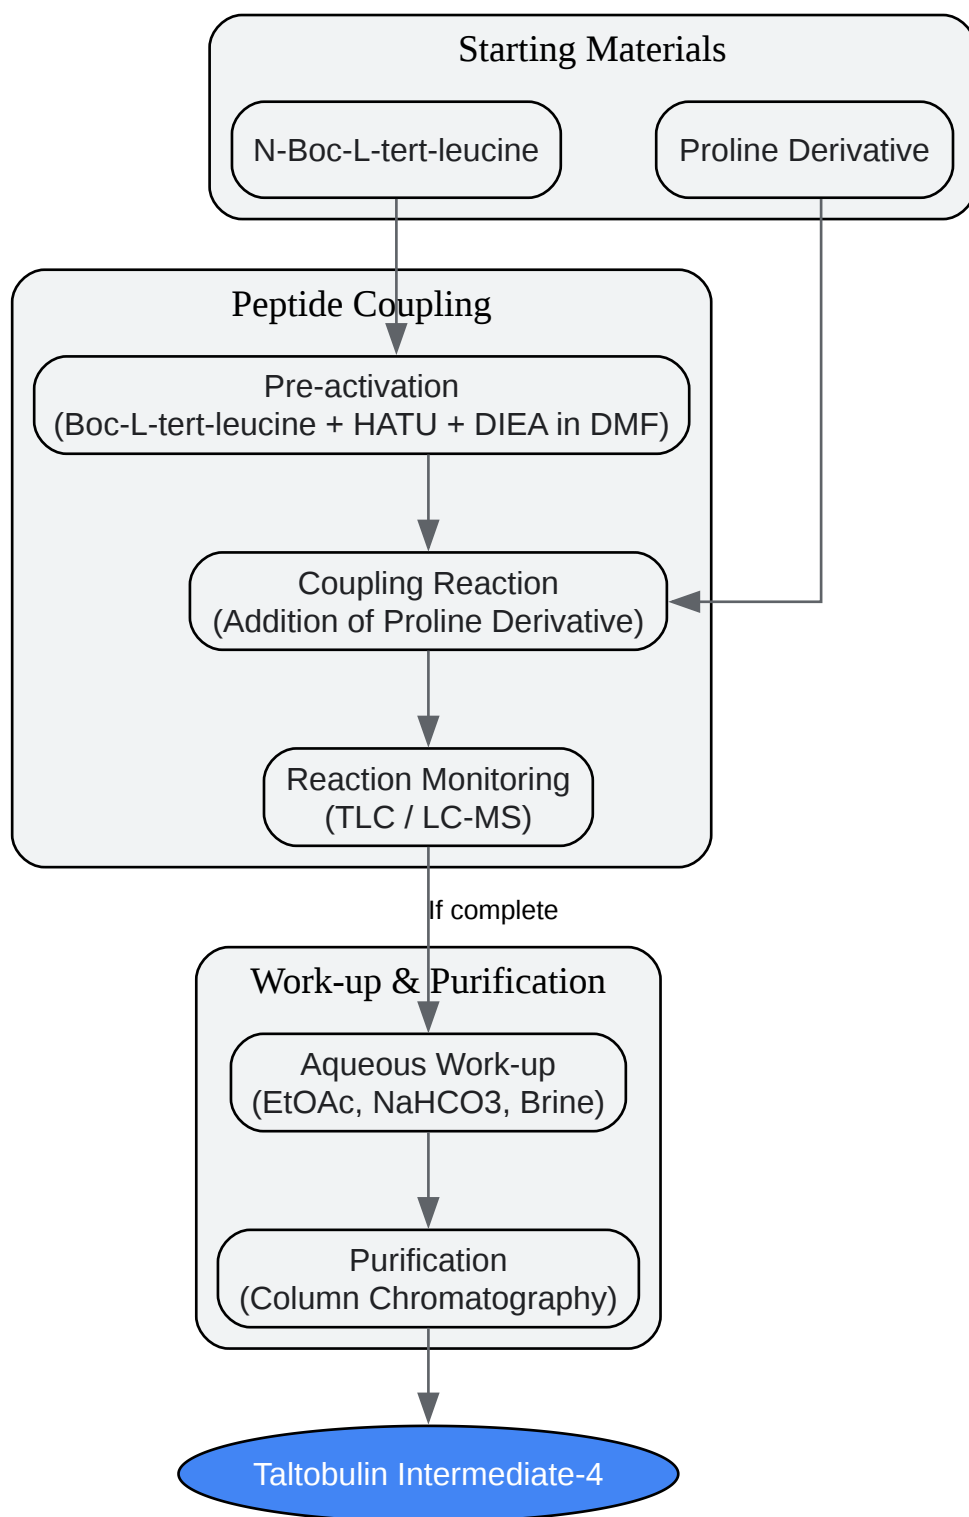 Starting Materials
N-Boc-L-tert-leucine
Proline Derivative
Peptide Coupling
Pre-activation
(Boc-L-tert-leucine + HATU + DIEA in DMF)
Coupling Reaction
(Addition of Proline Derivative)
Reaction Monitoring
(TLC / LC-MS)
If complete
Work-up & Purification
Aqueous Work-up
(EtOAc, NaHCO3, Brine)
Purification
(Column Chromatography)
Taltobulin Intermediate-4